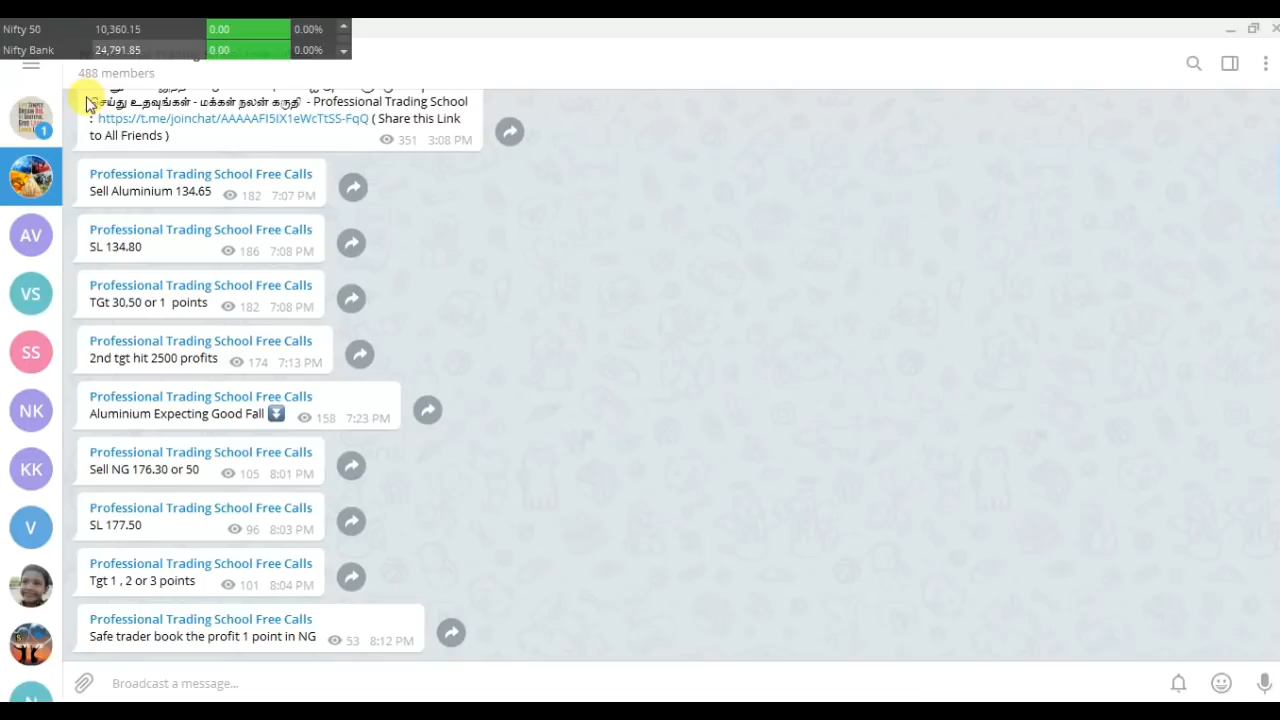 Nifty 50 10,360.15 0.00 0.00%
Nifty Bank 24,791.85 0.00 0.00%
488 members
செய்து உதவுங்கள் - மக்கள் நலன் கருதி - Professional Trading School
: https://t.me/joinchat/AAAAAFI5IX1eWcTtSS-FqQ ( Share this Link
to All Friends )
351 3:08 PM
1
Professional Trading School Free Calls
Sell Aluminium 134.65 182 7:07 PM
AV
Professional Trading School Free Calls
SL 134.80 186 7:08 PM
VS
Professional Trading School Free Calls
TGt 30,50 or 1 points 182 7:08 PM
SS
Professional Trading School Free Calls
2nd tgt hit 2500 profits 174 7:13 PM
NK
Professional Trading School Free Calls
Aluminium Expecting Good Fall ⏬ 158 7:23 PM
KK
Professional Trading School Free Calls
Sell NG 176.30 or 50 105 8:01 PM
V
Professional Trading School Free Calls
SL 177.50 96 8:03 PM
Professional Trading School Free Calls
Tgt 1 , 2 or 3 points 101 8:04 PM
Professional Trading School Free Calls
Safe trader book the profit 1 point in NG 53 8:12 PM
Broadcast a message...